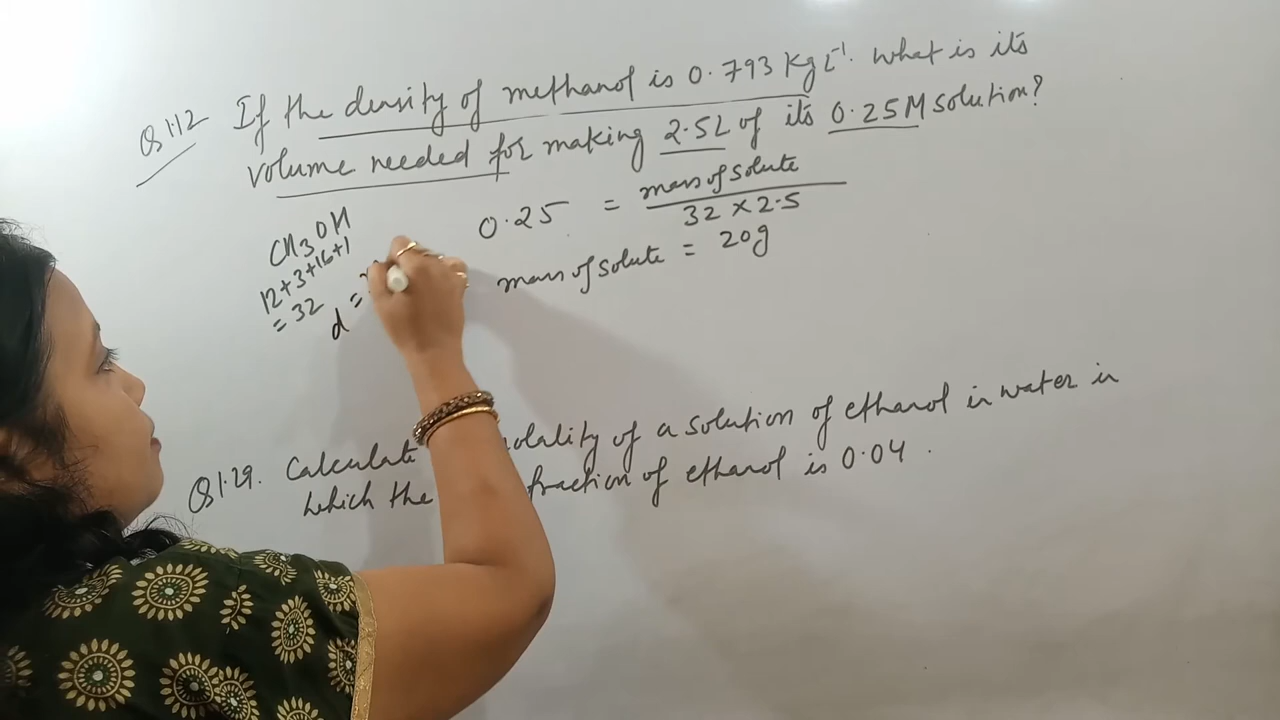 Q 1.12 If the density of methanol is 0.793 Kg L⁻¹. What is its
volume needed for making 2.5L of its 0.25M solution?
0.25 = mass of solute
32 × 2.5
mass of solute = 20g
CH3OH
12+3+16+1
= 32
d =
Q 1.29. Calculate molality of a solution of ethanol in water in
which the fraction of ethanol is 0.04.